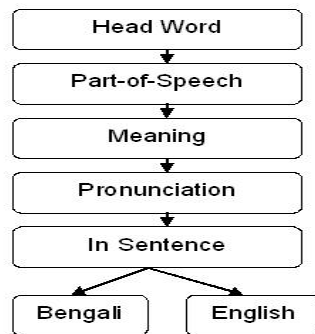 Head Word
Part-of-Speech
Meaning
Pronunciation
In Sentence
Bengali
English